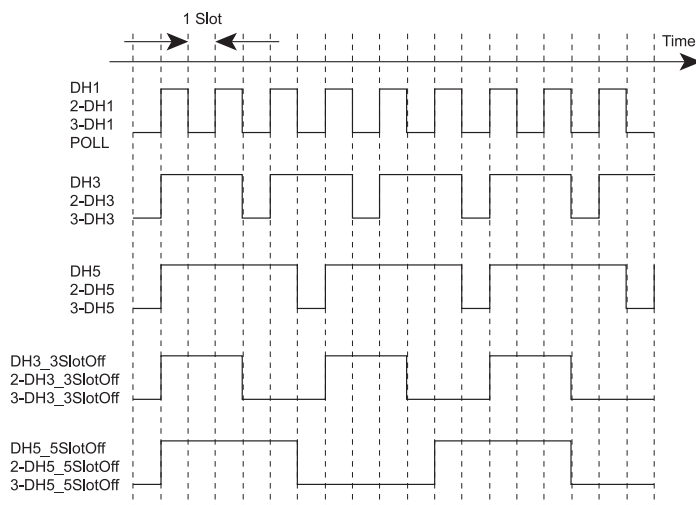 1 Slot
Time
DH1
2-DH1
3-DH1
POLL
DH3
2-DH3
3-DH3
DH5
2-DH5
3-DH5
DH3_3SlotOff
2-DH3_3SlotOff
3-DH3_3SlotOff
DH5_5SlotOff
2-DH5_5SlotOff
3-DH5_5SlotOff